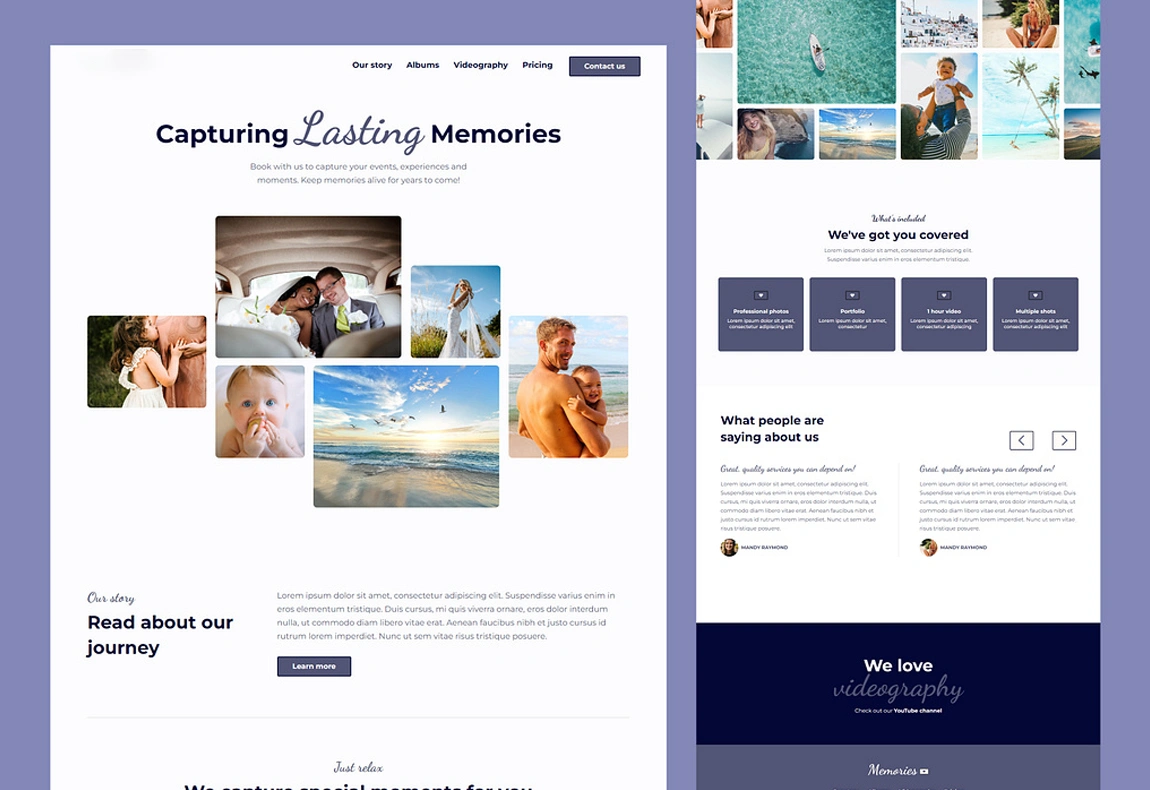 Our story Albums Videography Pricing Contact us
Capturing Lasting Memories
Book with us to capture your events, experiences and
moments. Keep memories alive for years to come!
Our story
Read about our
journey
Lorem ipsum dolor sit amet, consectetur adipiscing elit. Suspendisse varius enim in
eros elementum tristique. Duis cursus, mi quis viverra ornare, eros dolor interdum
nulla, ut commodo diam libero vitae erat. Aenean faucibus nibh et justo cursus id
rutrum lorem imperdiet. Nunc ut sem vitae risus tristique posuere.
Learn more
Just relax
We capture special moments for you
What's included
We've got you covered
Lorem ipsum dolor sit amet, consectetur adipiscing elit.
Suspendisse varius enim in eros elementum tristique.
Professional photos
Lorem ipsum dolor sit amet,
consectetur adipiscing elit
Portfolio
Lorem ipsum dolor sit amet,
consectetur
1 hour video
Lorem ipsum dolor sit amet,
consectetur adipiscing
Multiple shots
Lorem ipsum dolor sit amet,
consectetur adipiscing elit
What people are
saying about us
Great, quality services you can depend on!
Lorem ipsum dolor sit amet, consectetur adipiscing elit.
Suspendisse varius enim in eros elementum tristique. Duis
cursus, mi quis viverra ornare, eros dolor interdum nulla, ut
commodo diam libero vitae erat. Aenean faucibus nibh et
justo cursus id rutrum lorem imperdiet. Nunc ut sem vitae
risus tristique posuere.
MANDY RAYMOND
Great, quality services you can depend on!
Lorem ipsum dolor sit amet, consectetur adipiscing elit.
Suspendisse varius enim in eros elementum tristique. Duis
cursus, mi quis viverra ornare, eros dolor interdum nulla, ut
commodo diam libero vitae erat. Aenean faucibus nibh et
justo cursus id rutrum lorem imperdiet. Nunc ut sem vitae
risus tristique posuere.
MANDY RAYMOND
We love
videography
Check out our YouTube channel
Memories